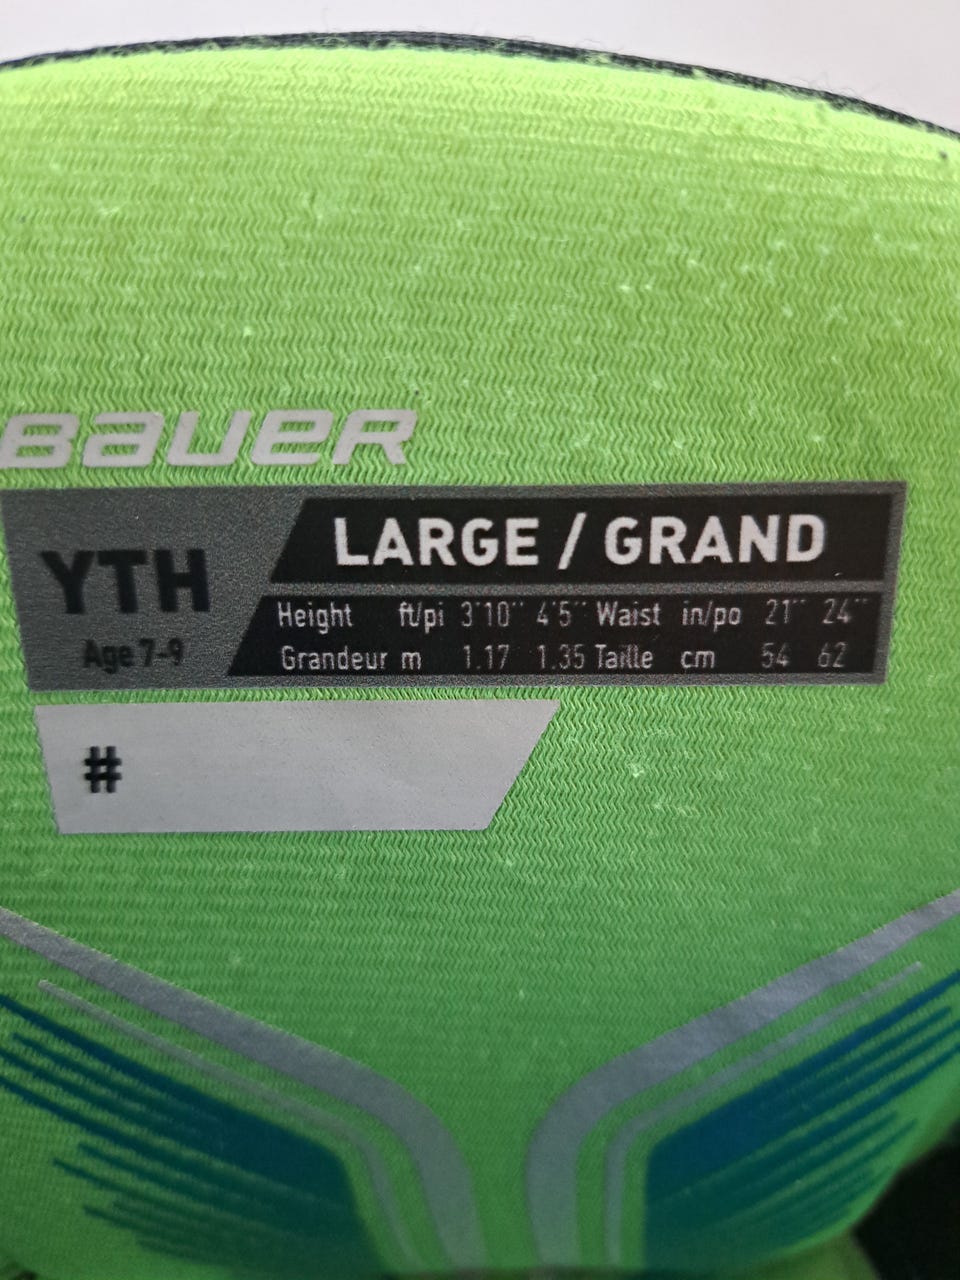 BAUER
YTH
Age 7-9
LARGE / GRAND
Height ft/pi 3'10'' 4'5'' Waist in/po 21'' 24''
Grandeur m 1.17 1.35 Taille cm 54 62
#